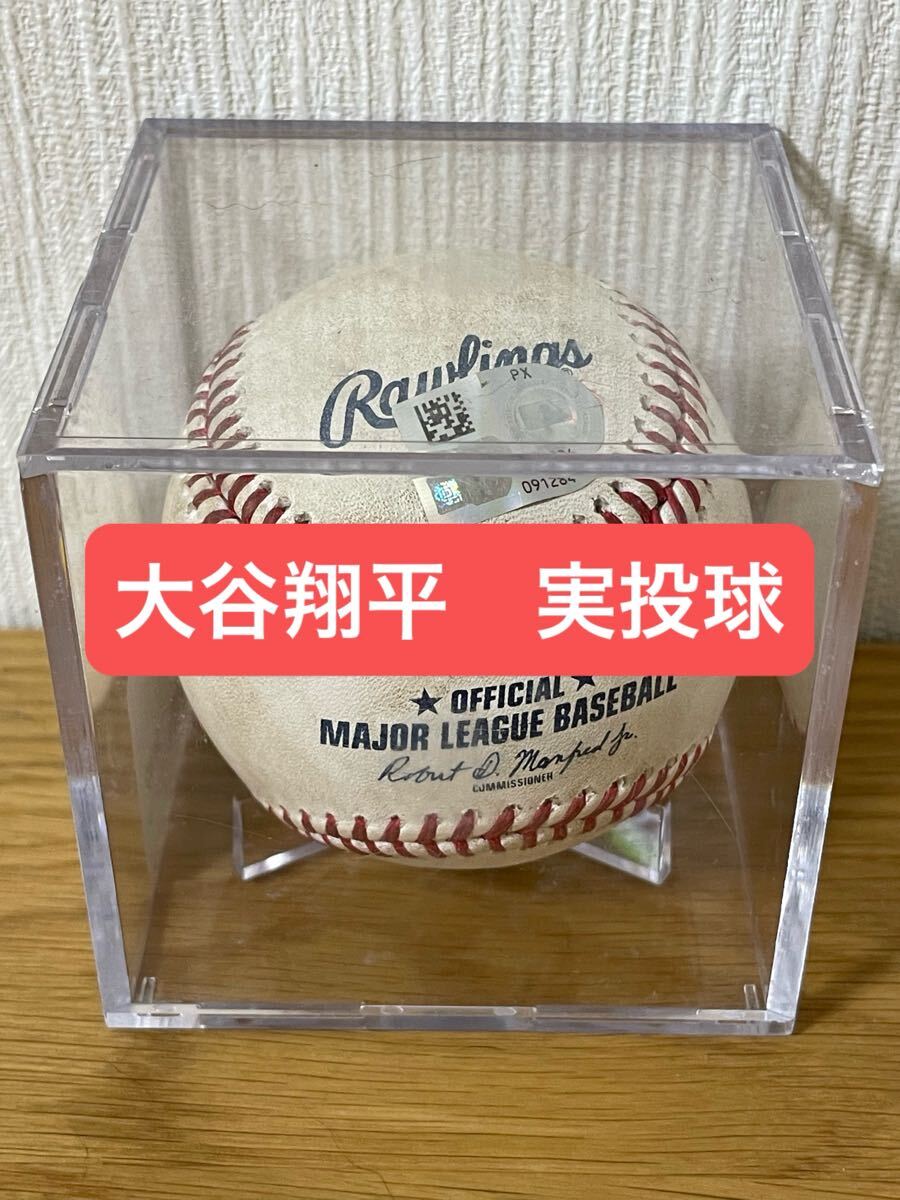 Rawlings
PX
091284
大谷翔平　実投球
OFFICIAL
MAJOR LEAGUE BASEBALL
Robert D. Manfred Jr.
COMMISSIONER